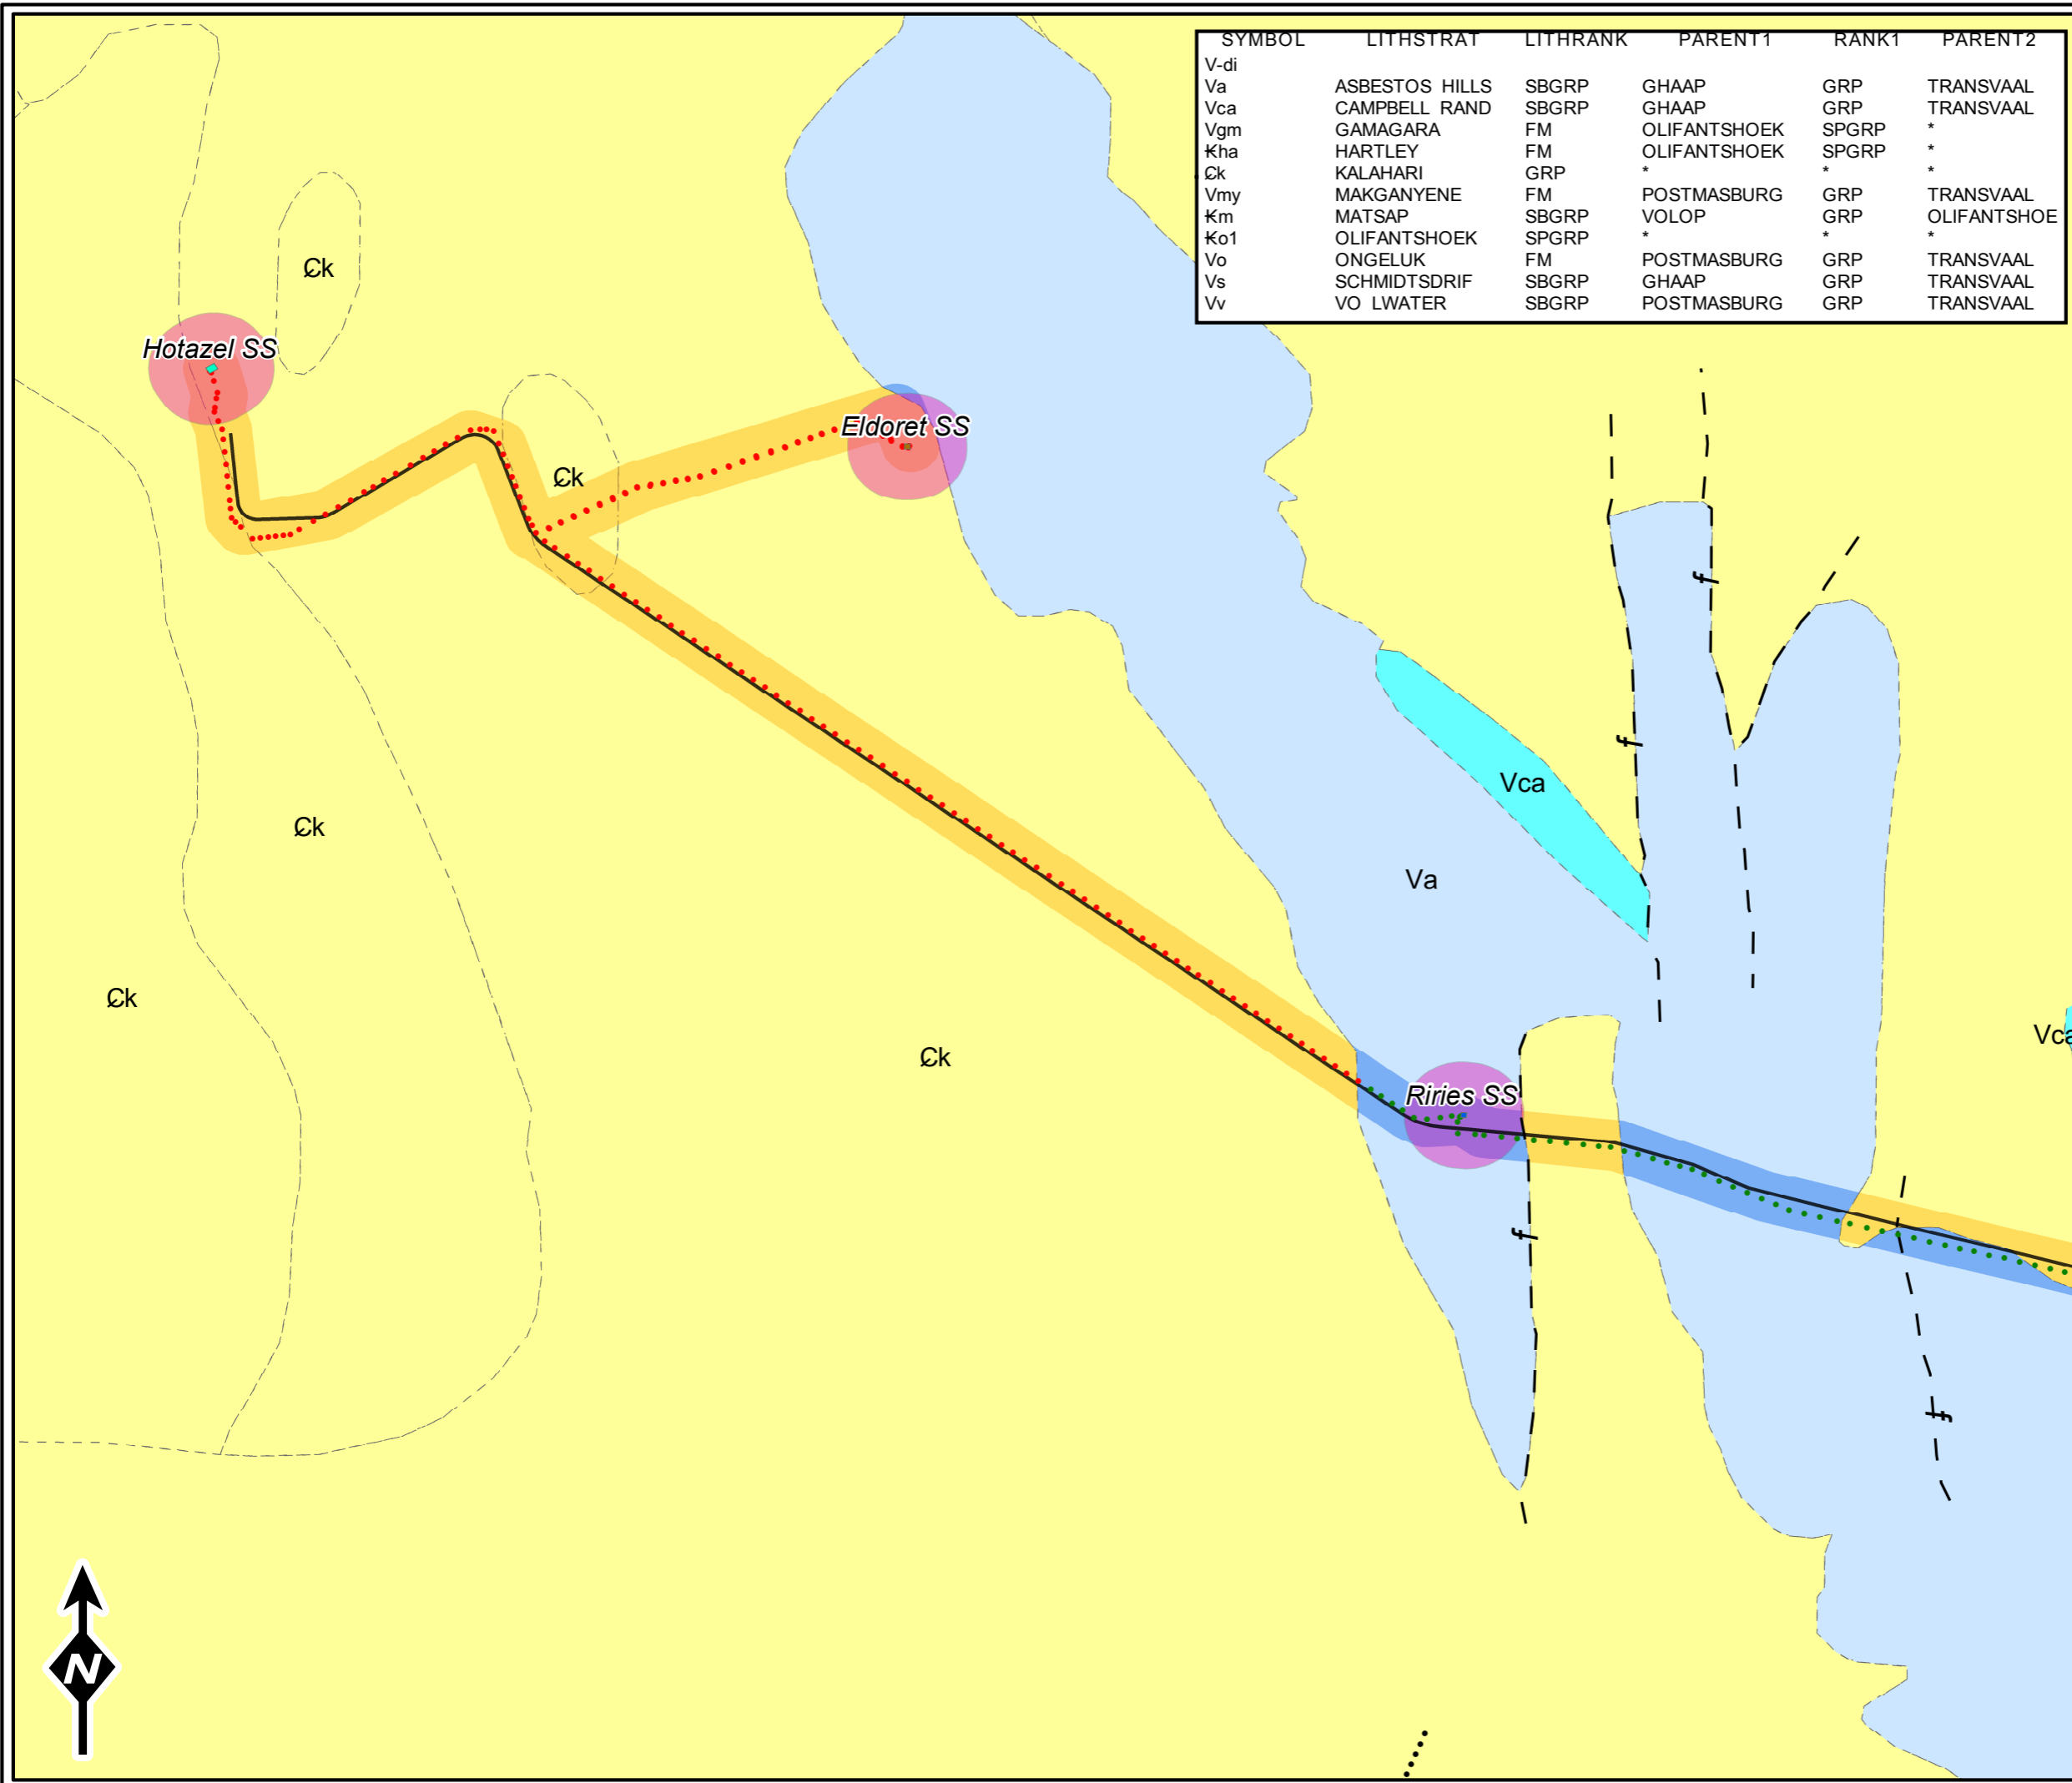 SYMBOL LITHSTRAT LITHRANK PARENT1 RANK1 PARENT2
V-di
Va ASBESTOS HILLS SBGRP GHAAP GRP TRANSVAAL
Vca CAMPBELL RAND SBGRP GHAAP GRP TRANSVAAL
Vgm GAMAGARA FM OLIFANTSHOEK SPGRP *
Kha HARTLEY FM OLIFANTSHOEK SPGRP *
Ck KALAHARI GRP * * *
Vmy MAKGANYENE FM POSTMASBURG GRP TRANSVAAL
Km MATSAP SBGRP VOLOP GRP OLIFANTSHOE
Ko1 OLIFANTSHOEK SPGRP * * *
Vo ONGELUK FM POSTMASBURG GRP TRANSVAAL
Vs SCHMIDTSDRIF SBGRP GHAAP GRP TRANSVAAL
Vv VO LWATER SBGRP POSTMASBURG GRP TRANSVAAL
Ck
Hotazel SS
Eldoret SS
Ck
f
f
Vca
Ck
Va
Ck
Vca
Ck
Riries SS
f
f
N